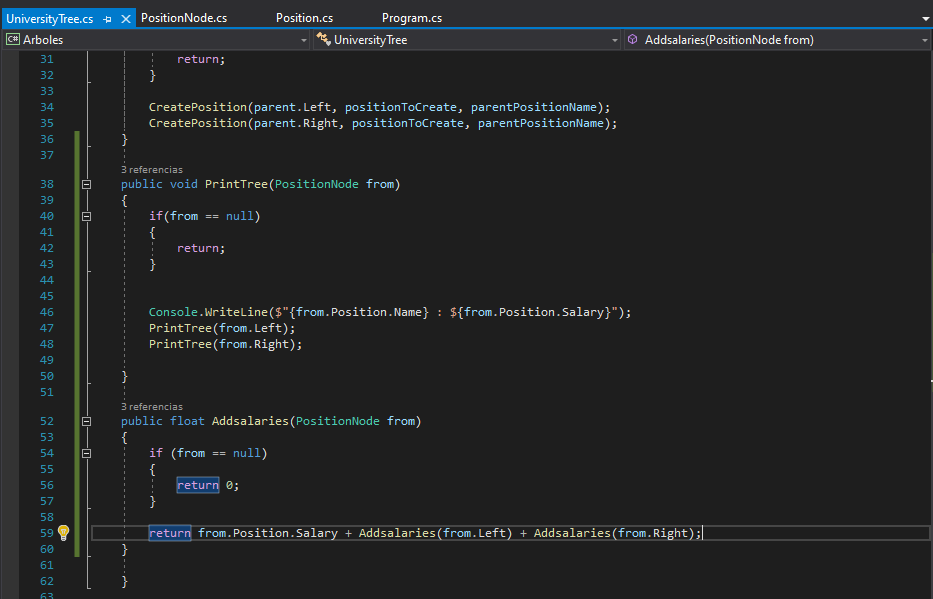 UniversityTree.cs PositionNode.cs Position.cs Program.cs
C# Arboles UniversityTree Addsalaries(PositionNode from)
31 return;
32 }
33
34 CreatePosition(parent.Left, positionToCreate, parentPositionName);
35 CreatePosition(parent.Right, positionToCreate, parentPositionName);
36 }
37
3 referencias
38 public void PrintTree(PositionNode from)
39 {
40 if(from == null)
41 {
42 return;
43 }
44
45
46 Console.WriteLine($"{from.Position.Name} : ${from.Position.Salary}");
47 PrintTree(from.Left);
48 PrintTree(from.Right);
49
50 }
51
3 referencias
52 public float Addsalaries(PositionNode from)
53 {
54 if (from == null)
55 {
56 return 0;
57 }
58
59 return from.Position.Salary + Addsalaries(from.Left) + Addsalaries(from.Right);
60 }
61
62 }
63